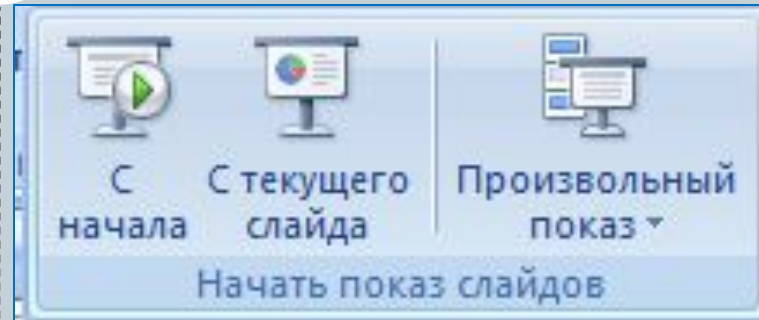 С
начала
С текущего
слайда
Произвольный
показ
Начать показ слайдов